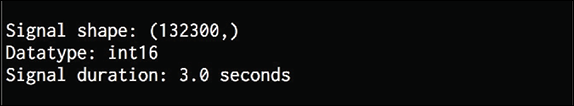 Signal shape: (132300,)
Datatype: int16
Signal duration: 3.0 seconds